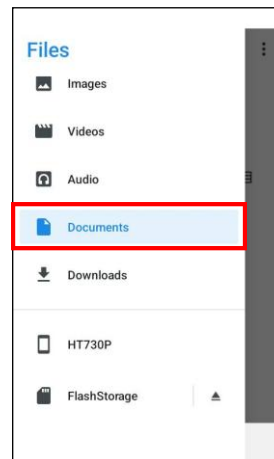 Files
Images
Videos
Audio
Documents
Downloads
HT730P
FlashStorage